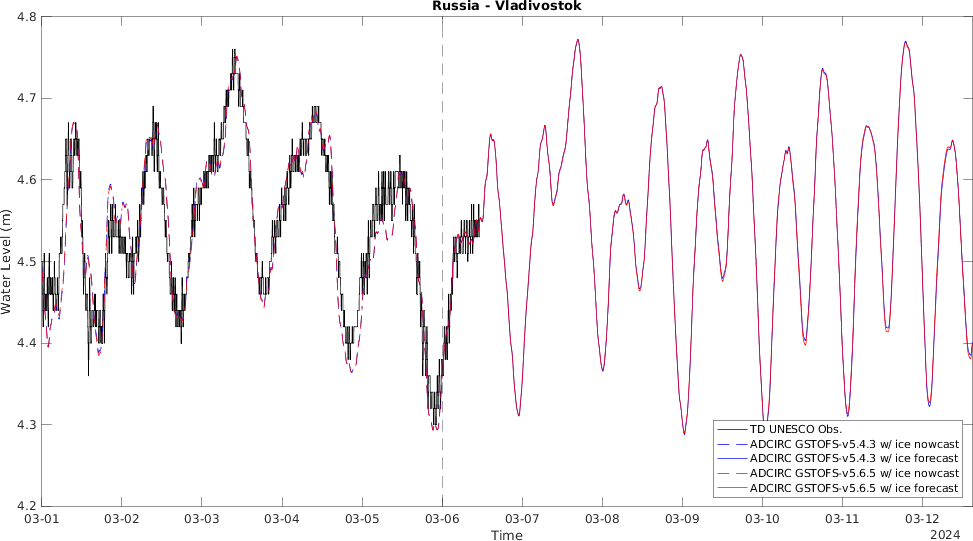 Russia - Vladivostok
Water Level (m)
4.8
4.7
4.6
4.5
4.4
4.3
4.2
TD UNESCO Obs.
ADCIRC GSTOFS-v5.4.3 w/ ice nowcast
ADCIRC GSTOFS-v5.4.3 w/ ice forecast
ADCIRC GSTOFS-v5.6.5 w/ ice nowcast
ADCIRC GSTOFS-v5.6.5 w/ ice forecast
03-01 03-02 03-03 03-04 03-05 03-06 03-07 03-08 03-09 03-10 03-11 03-12
Time
2024